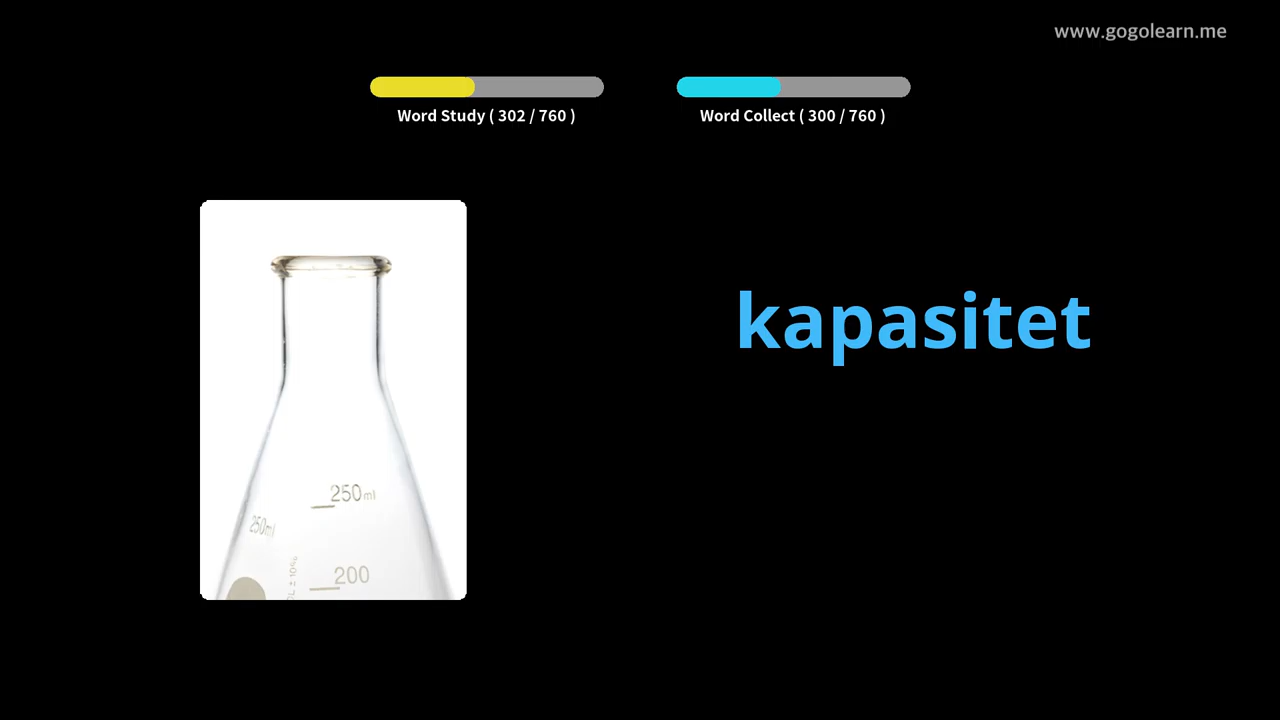 www.gogolearn.me
Word Study ( 302 / 760 )
Word Collect ( 300 / 760 )
kapasitet
250ml
250ml
200